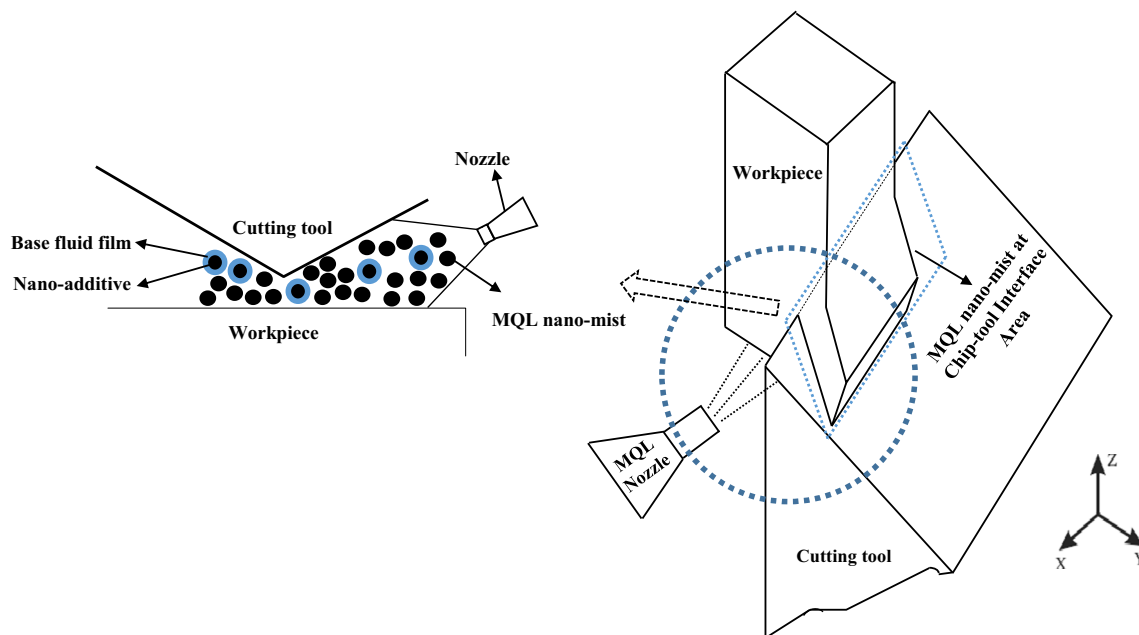 Nozzle
Cutting tool
Base fluid film
Nano-additive
MQL nano-mist
Workpiece
Workpiece
MQL nano-mist at
Chip-tool Interface
Area
MQL
Nozzle
Cutting tool
Z
X
Y